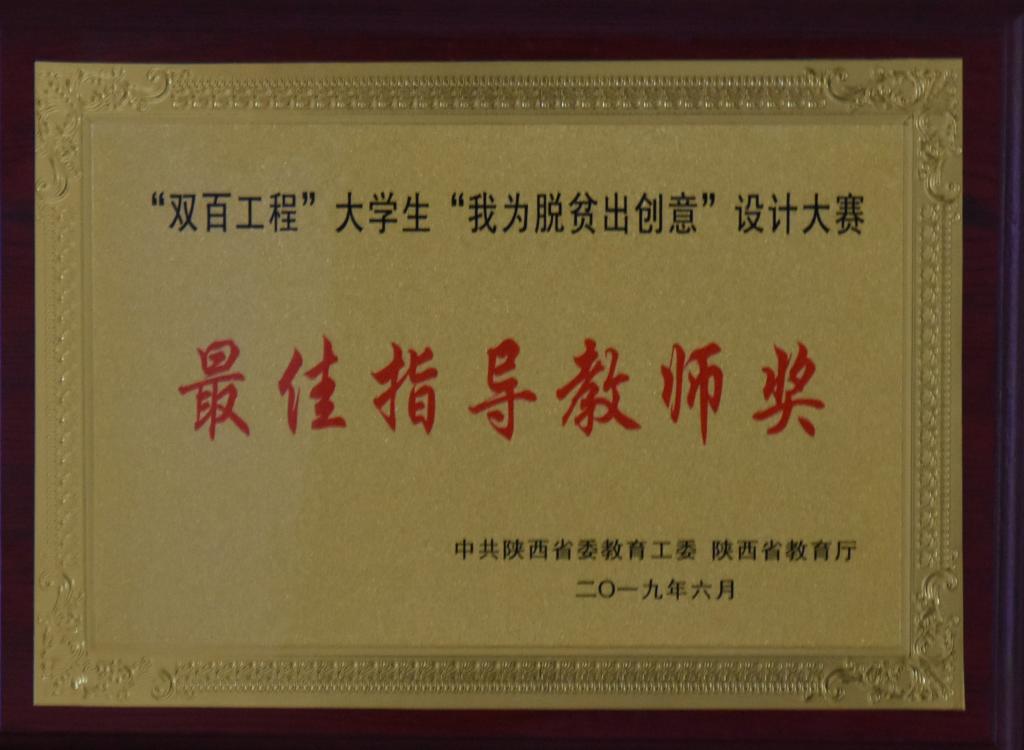 “双百工程”大学生“我为脱贫出创意”设计大赛
最佳指导教师奖
中共陕西省委教育工委 陕西省教育厅
二〇一九年六月